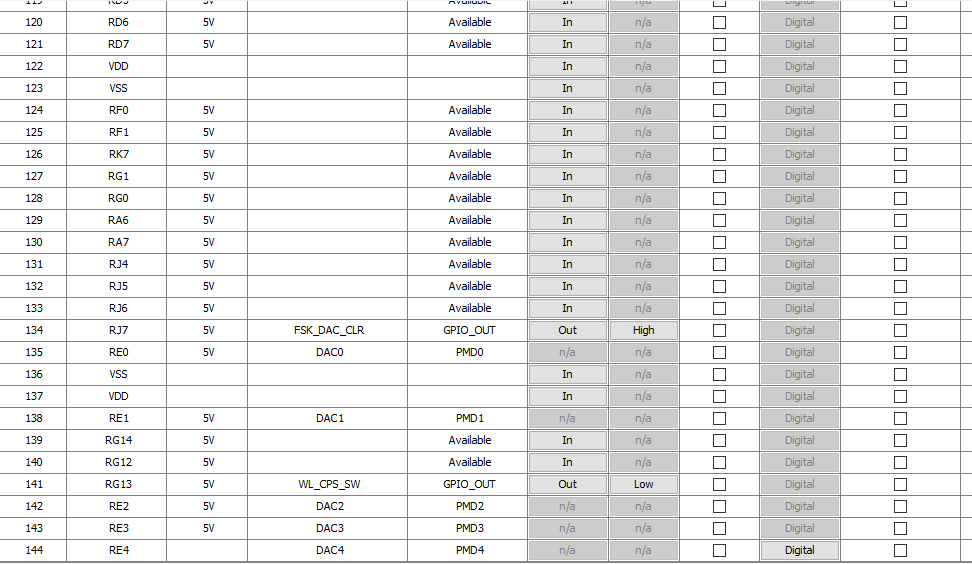 119 RD5 5V Available In n/a Digital
120 RD6 5V Available In n/a Digital
121 RD7 5V Available In n/a Digital
122 VDD In n/a Digital
123 VSS In n/a Digital
124 RF0 5V Available In n/a Digital
125 RF1 5V Available In n/a Digital
126 RK7 5V Available In n/a Digital
127 RG1 5V Available In n/a Digital
128 RG0 5V Available In n/a Digital
129 RA6 5V Available In n/a Digital
130 RA7 5V Available In n/a Digital
131 RJ4 5V Available In n/a Digital
132 RJ5 5V Available In n/a Digital
133 RJ6 5V Available In n/a Digital
134 RJ7 5V FSK_DAC_CLR GPIO_OUT Out High Digital
135 RE0 5V DAC0 PMD0 n/a n/a Digital
136 VSS In n/a Digital
137 VDD In n/a Digital
138 RE1 5V DAC1 PMD1 n/a n/a Digital
139 RG14 5V Available In n/a Digital
140 RG12 5V Available In n/a Digital
141 RG13 5V WL_CPS_SW GPIO_OUT Out Low Digital
142 RE2 5V DAC2 PMD2 n/a n/a Digital
143 RE3 5V DAC3 PMD3 n/a n/a Digital
144 RE4 DAC4 PMD4 n/a n/a Digital